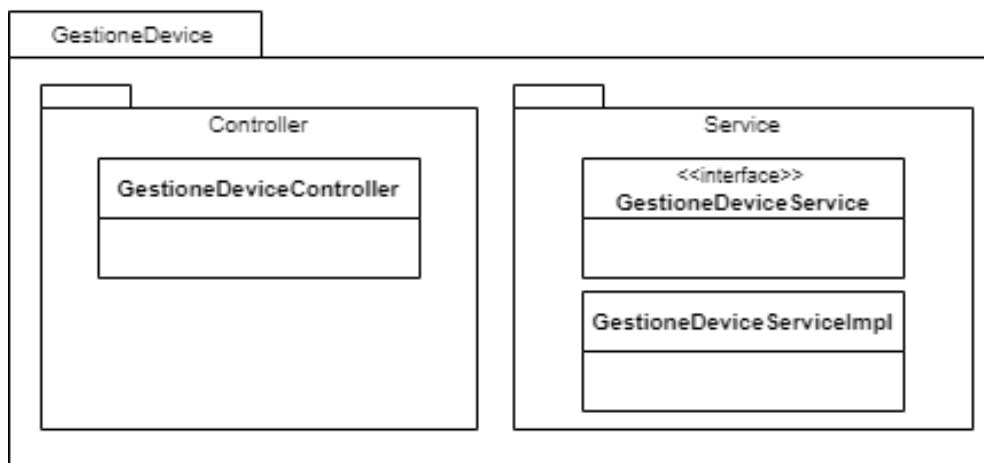 GestioneDevice
Controller
GestioneDeviceController
Service
<<interface>>
GestioneDeviceService
GestioneDeviceServiceImpl